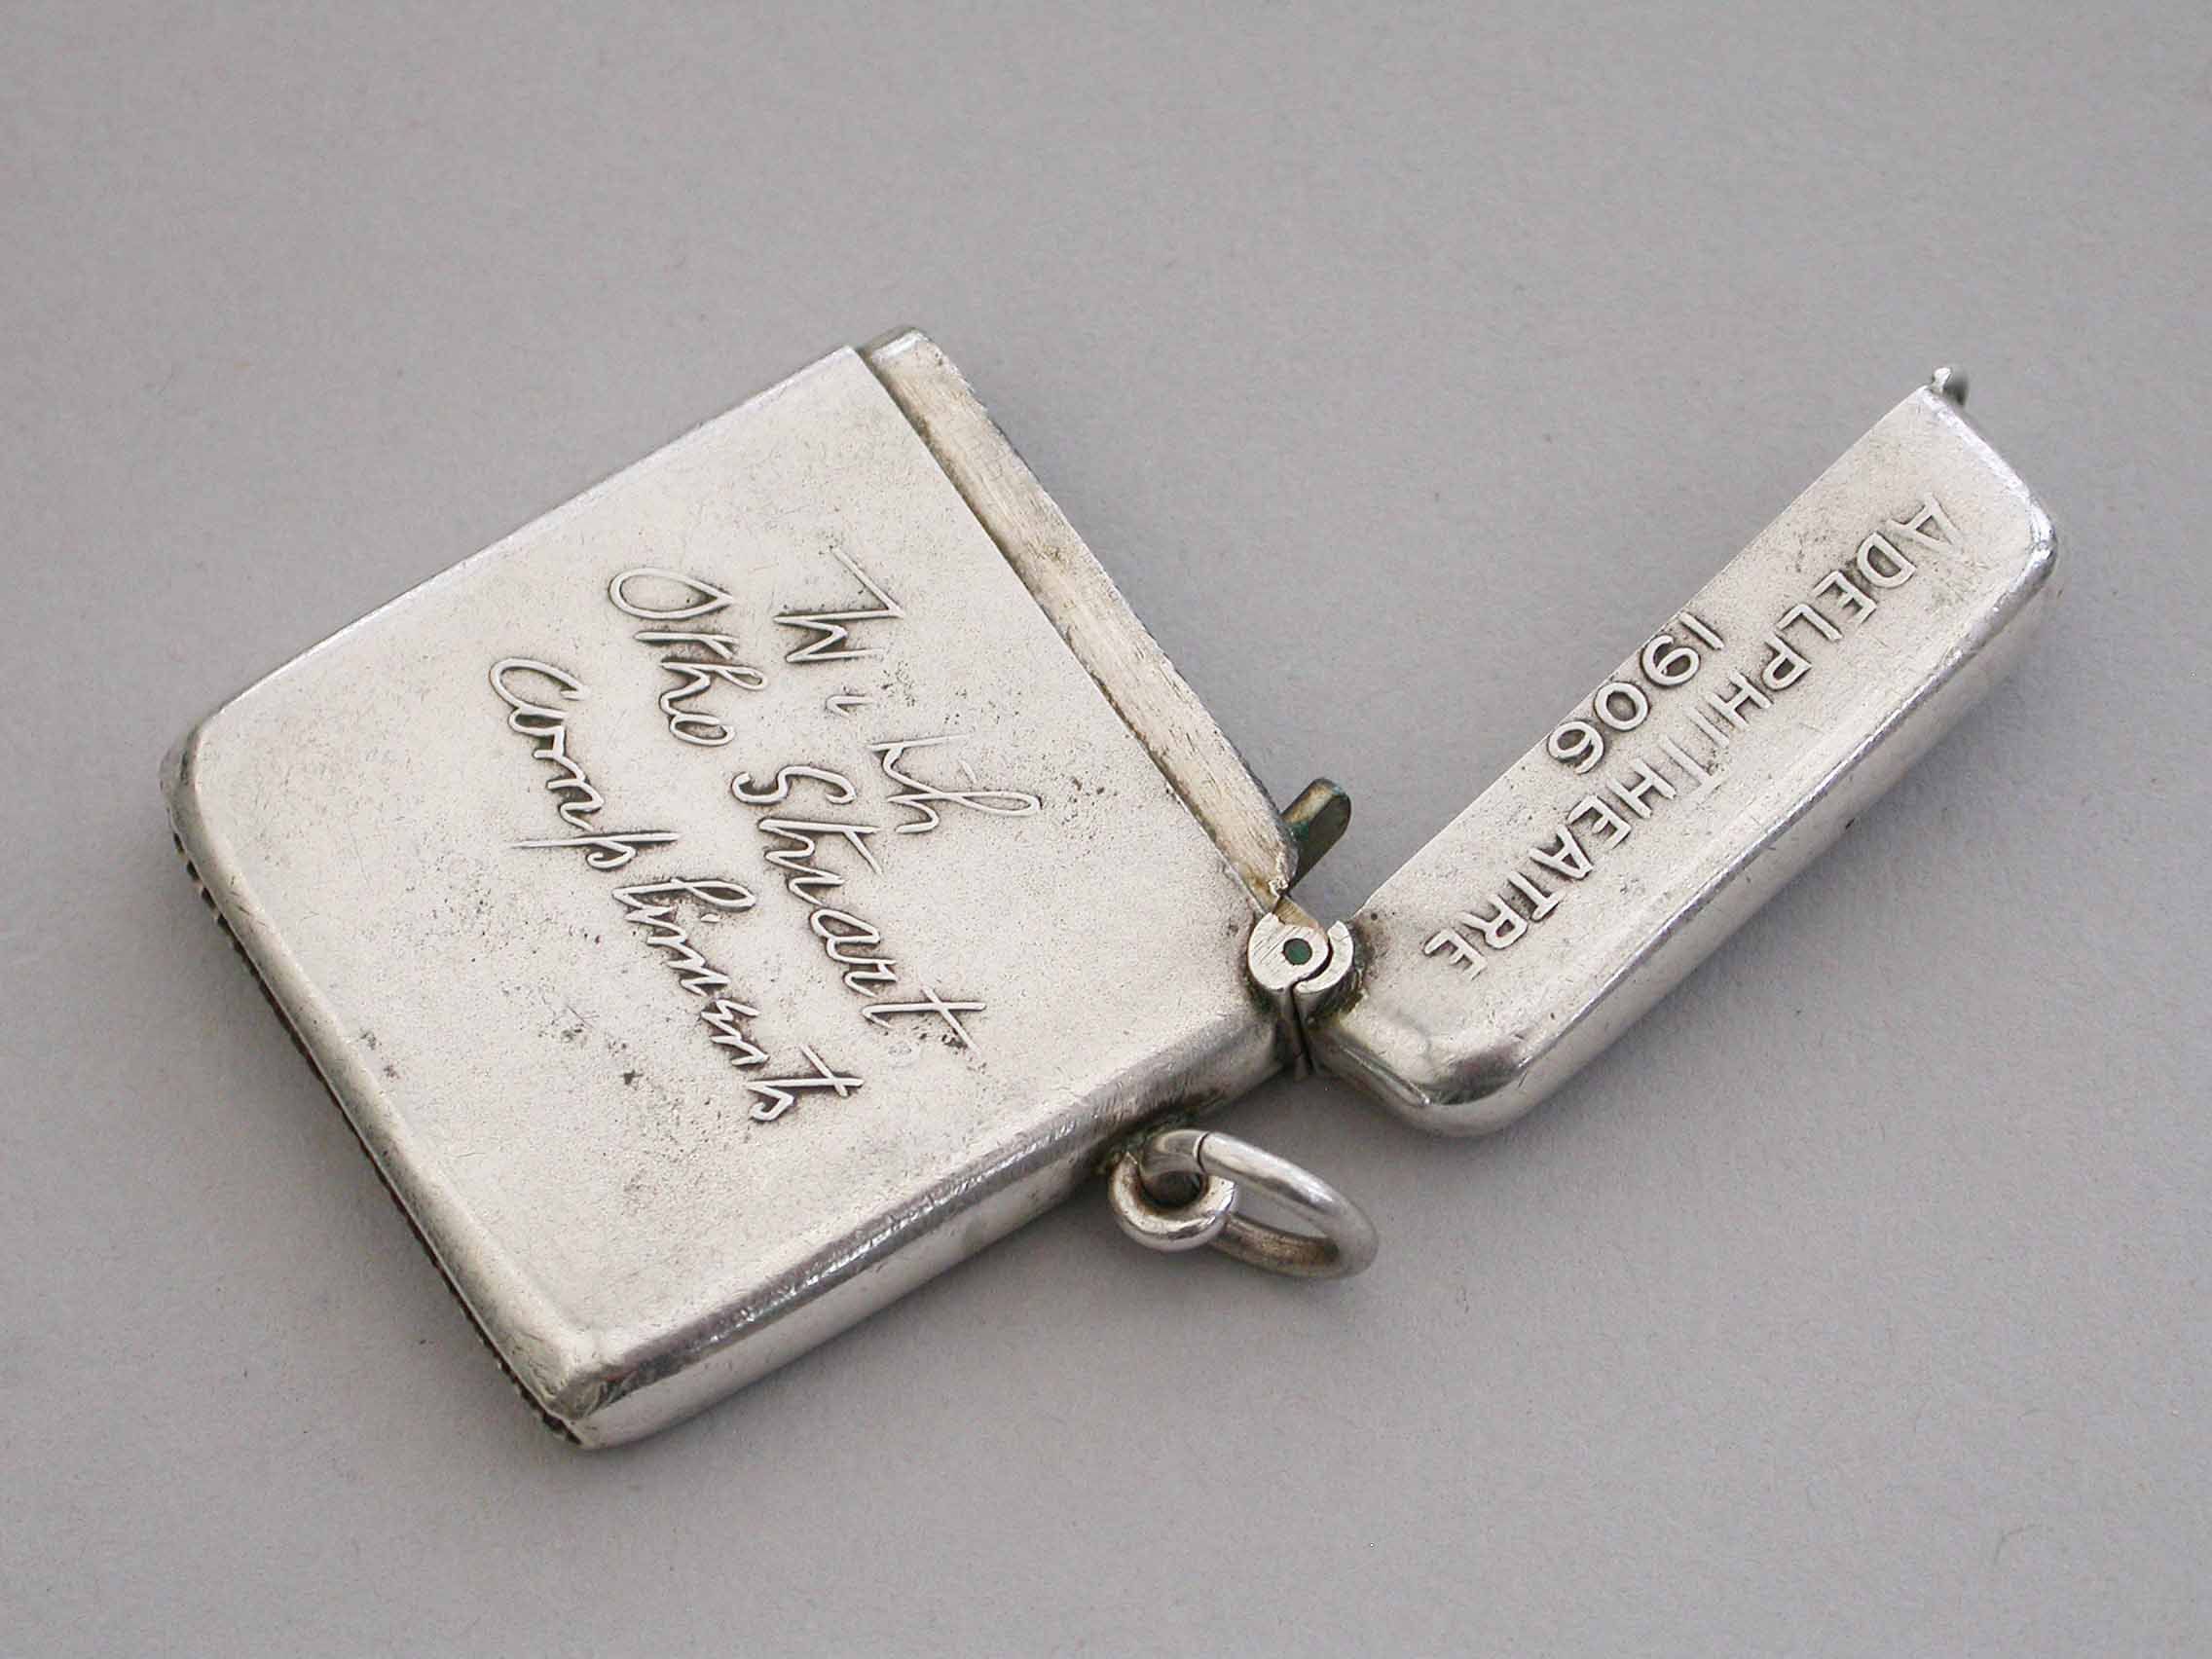 ADELPHI THEATRE
1906
With
Otho Stuart
Compliments